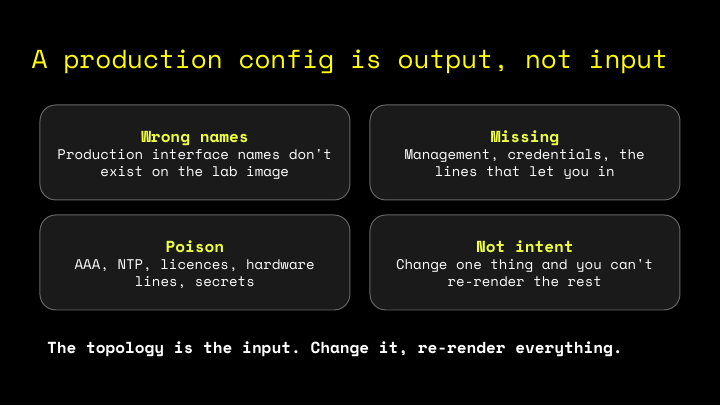 A production config is output, not input
Wrong names
Production interface names don't
exist on the lab image
Missing
Management, credentials, the
lines that let you in
Poison
AAA, NTP, licences, hardware
lines, secrets
Not intent
Change one thing and you can't
re-render the rest
The topology is the input. Change it, re-render everything.